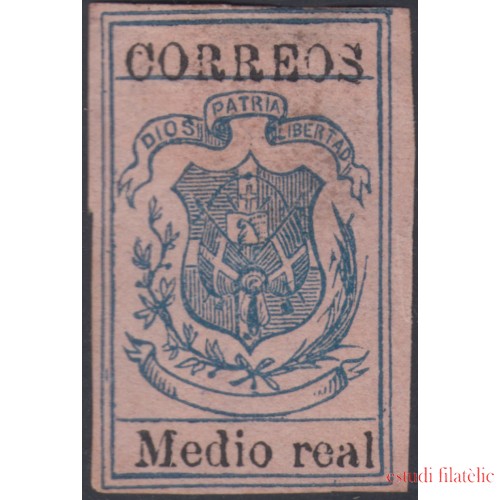 CORREOS
DIOS PATRIA LIBERTAD
Medio real
estudi filatèlic